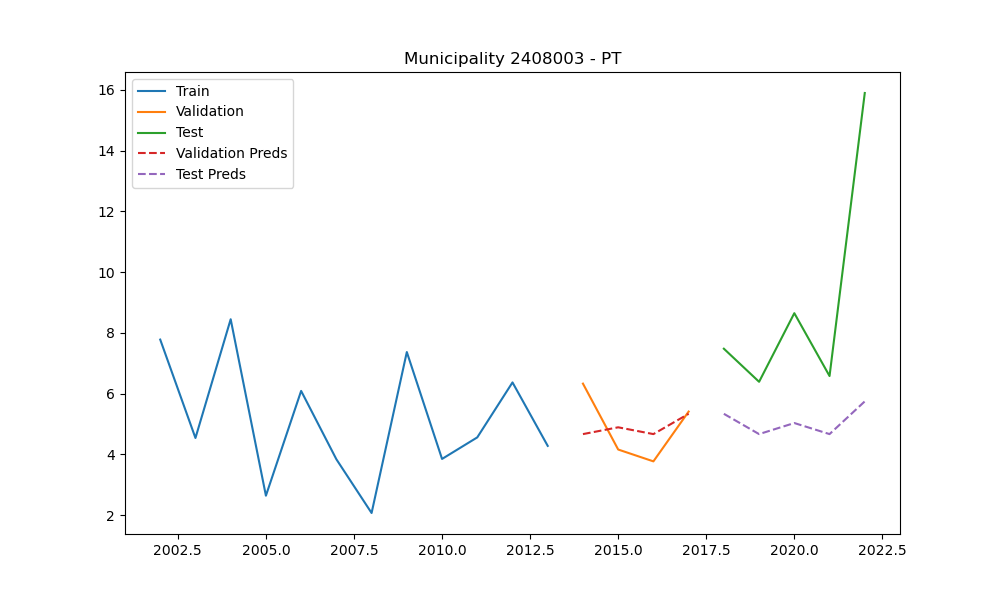 Municipality 2408003 - PT
Train
Validation
Test
Validation Preds
Test Preds
16
14
12
10
8
6
4
2
2002.5 2005.0 2007.5 2010.0 2012.5 2015.0 2017.5 2020.0 2022.5